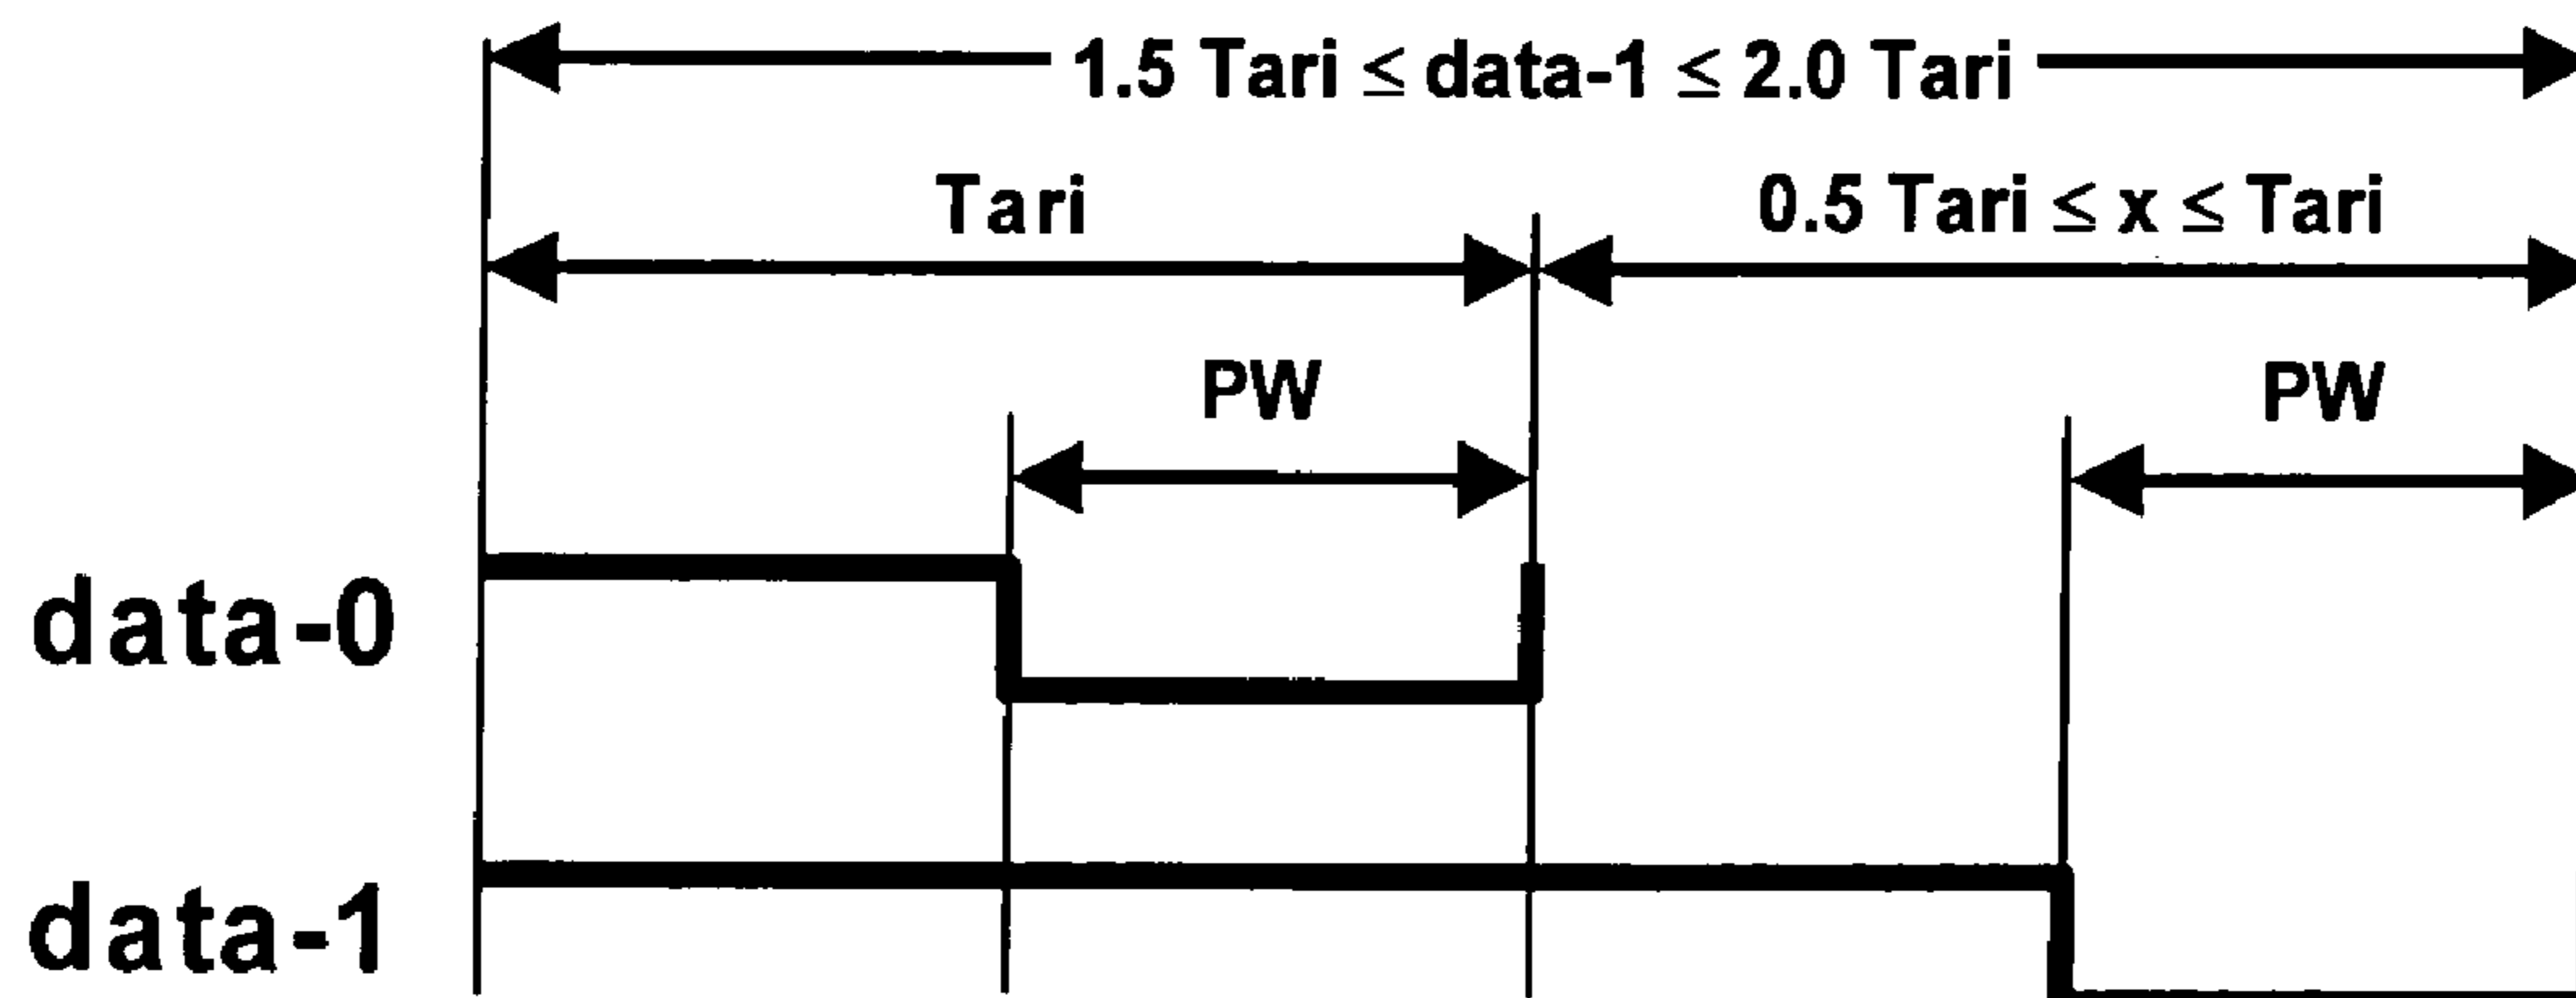 1.5 Tari ≤ data-1 ≤ 2.0 Tari
Tari
0.5 Tari ≤ x ≤ Tari
PW
PW
data-0
data-1